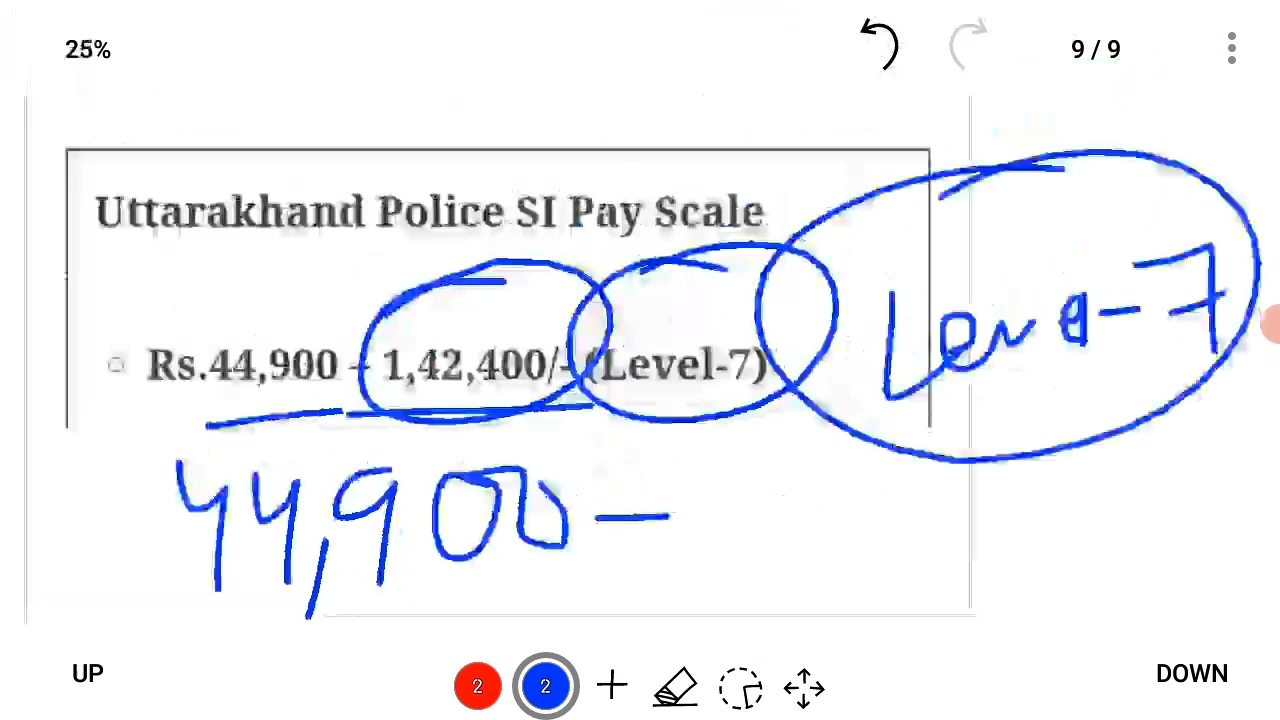 25%
9 / 9
Uttarakhand Police SI Pay Scale
Rs.44,900 - 1,42,400/- (Level-7)
Level-7
44,900 —
UP
2
2
DOWN